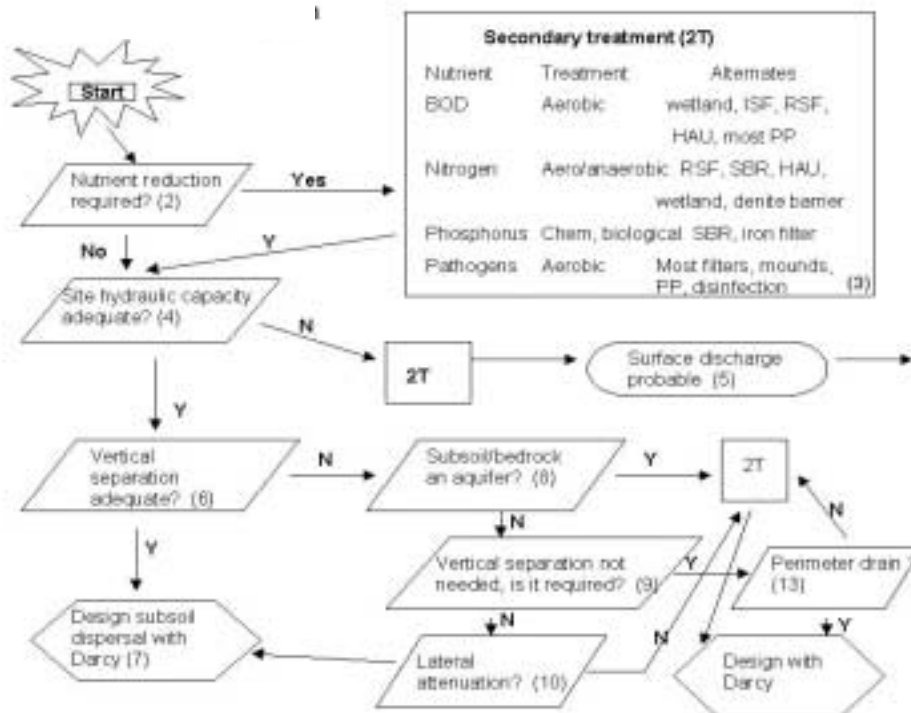 Secondary treatment (2T)
Nutrient Treatment Alternates
BOD Aerobic wetland, ISF, RSF,
HAU, most PP
Nitrogen Aero/anaerobic RSF, SBR, HAU,
wetland, denite barrier
Phosphorus Chem, biological SBR, iron filter
Pathogens Aerobic Most filters, mounds,
PP, disinfection (3)
Start
Nutrient reduction
required? (2)
Yes
No
Y
Site hydraulic capacity
adequate? (4)
N
2T
Surface discharge
probable (5)
Y
Vertical
separation
adequate? (6)
N
Subsoil/bedrock
an aquifer? (8)
Y
2T
N
N
Y
Vertical separation not
needed, is it required? (9)
Y
Perimeter drain ?
(13)
Design subsoil
dispersal with
Darcy (7)
N
N
Y
Lateral
attenuation? (10)
Design with
Darcy